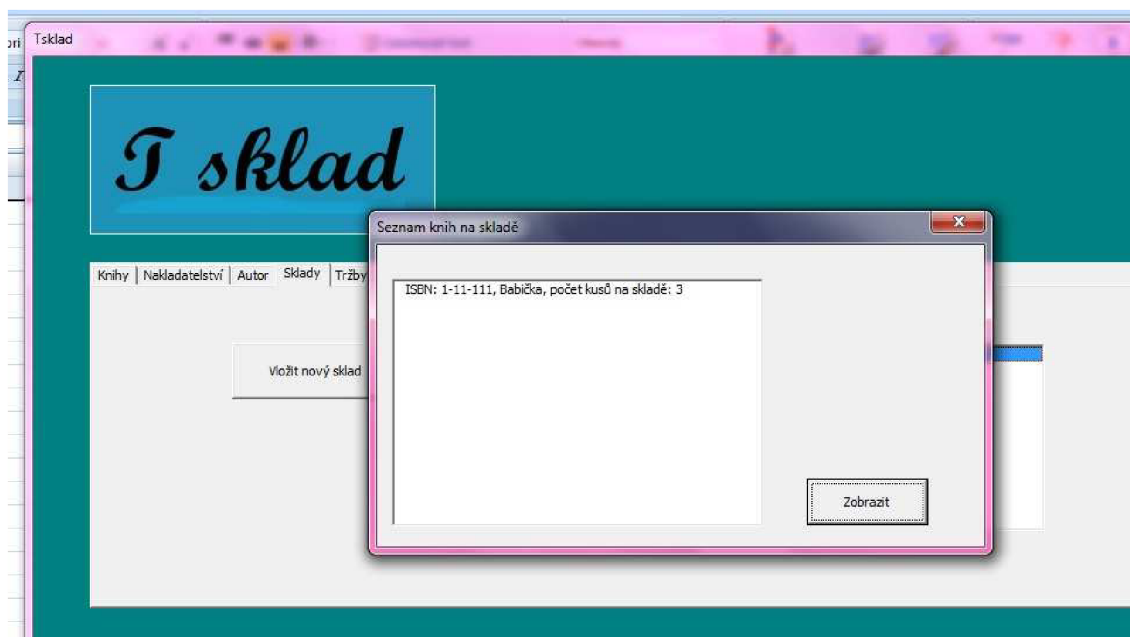 Tsklad
T sklad
Seznam knih na skladě
Knihy
Nakladatelství
Autor
Sklady
Tržby
ISBN: 1-11-111, Babička, počet kusů na skladě: 3
Vložit nový sklad
Zobrazit